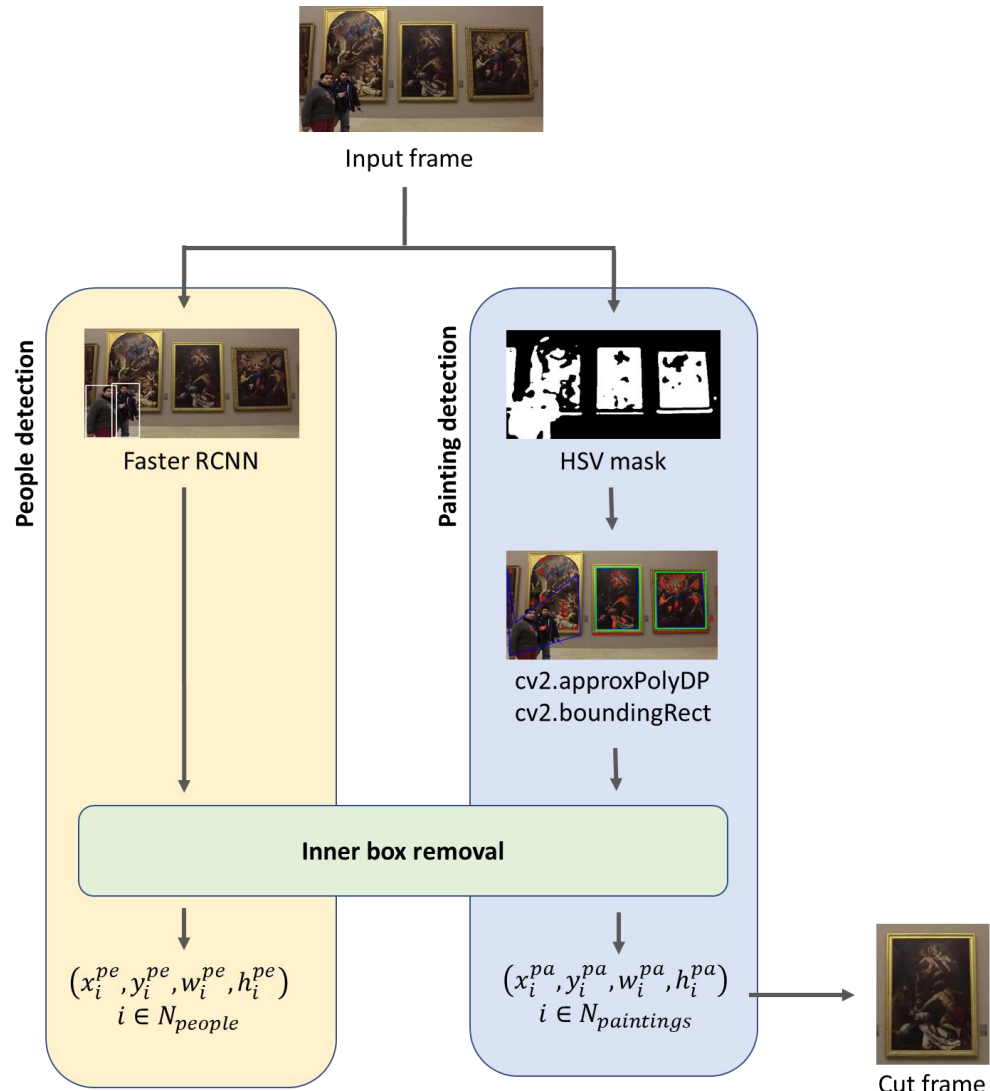 Input frame
People detection
Faster RCNN
Painting detection
HSV mask
cv2.approxPolyDP
cv2.boundingRect
Inner box removal
(x_i^{pe}, y_i^{pe}, w_i^{pe}, h_i^{pe})
i ∈ N_{people}
(x_i^{pa}, y_i^{pa}, w_i^{pa}, h_i^{pa})
i ∈ N_{paintings}
Cut frame